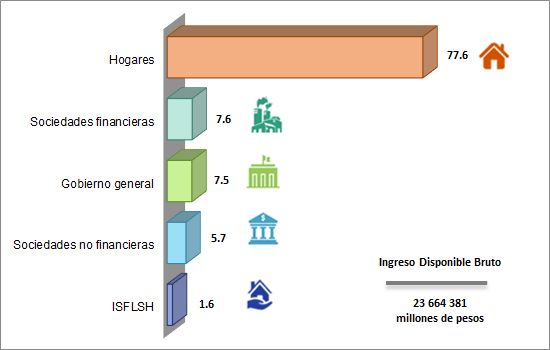 Hogares
77.6
Sociedades financieras
7.6
Gobierno general
7.5
Sociedades no financieras
5.7
ISFLSH
1.6
Ingreso Disponible Bruto
23 664 381
millones de pesos